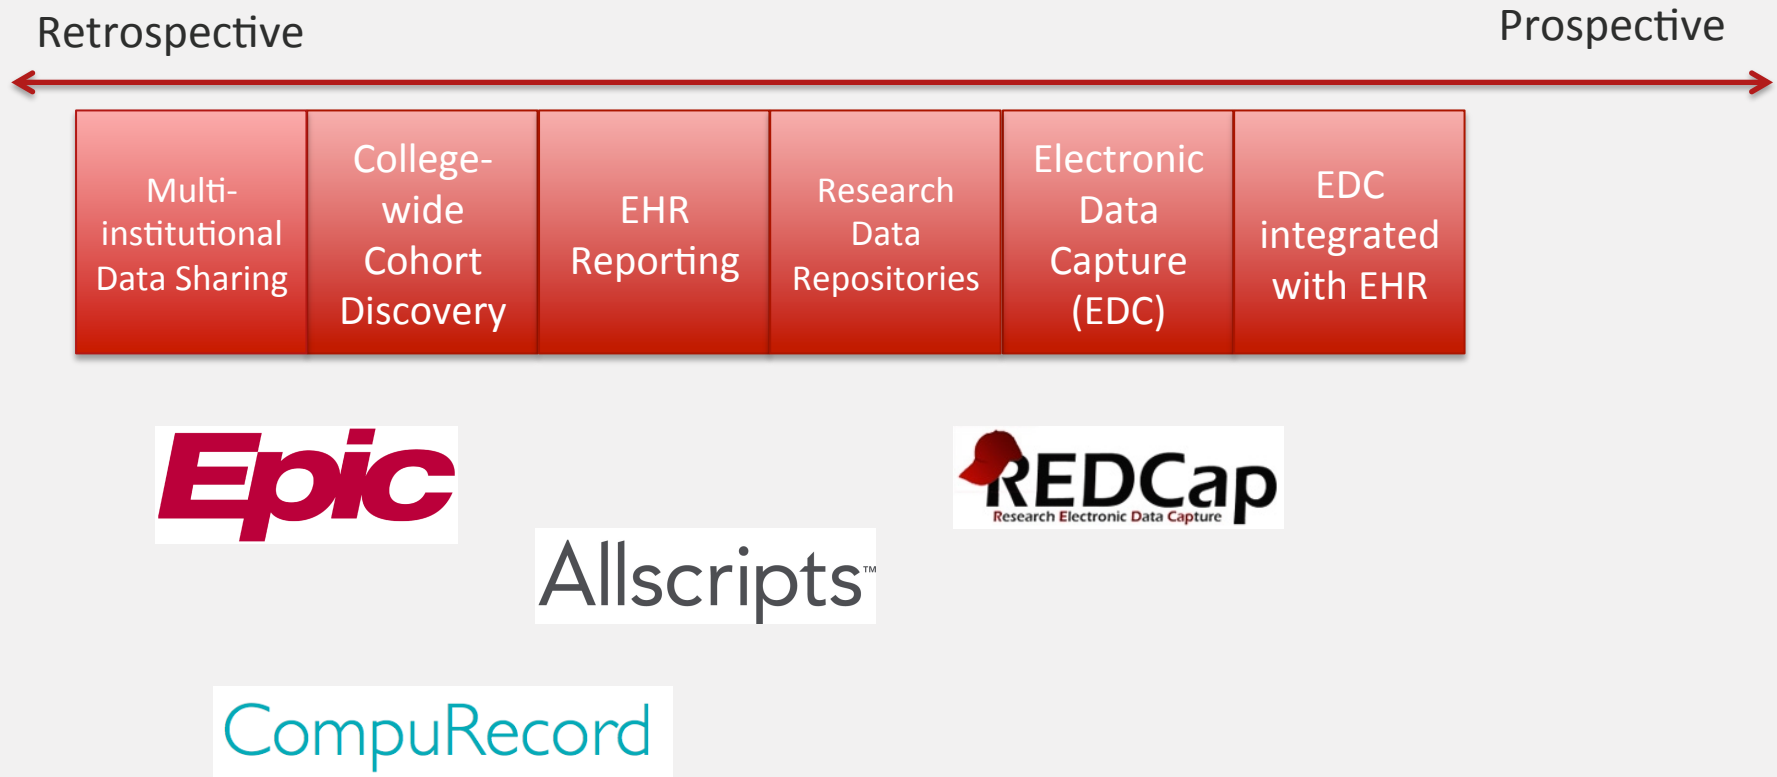 Retrospective
Prospective
Multi-
institutional
Data Sharing
College-
wide
Cohort
Discovery
EHR
Reporting
Research
Data
Repositories
Electronic
Data
Capture
(EDC)
EDC
integrated
with EHR
Epic
REDCap
Research Electronic Data Capture
Allscripts™
CompuRecord